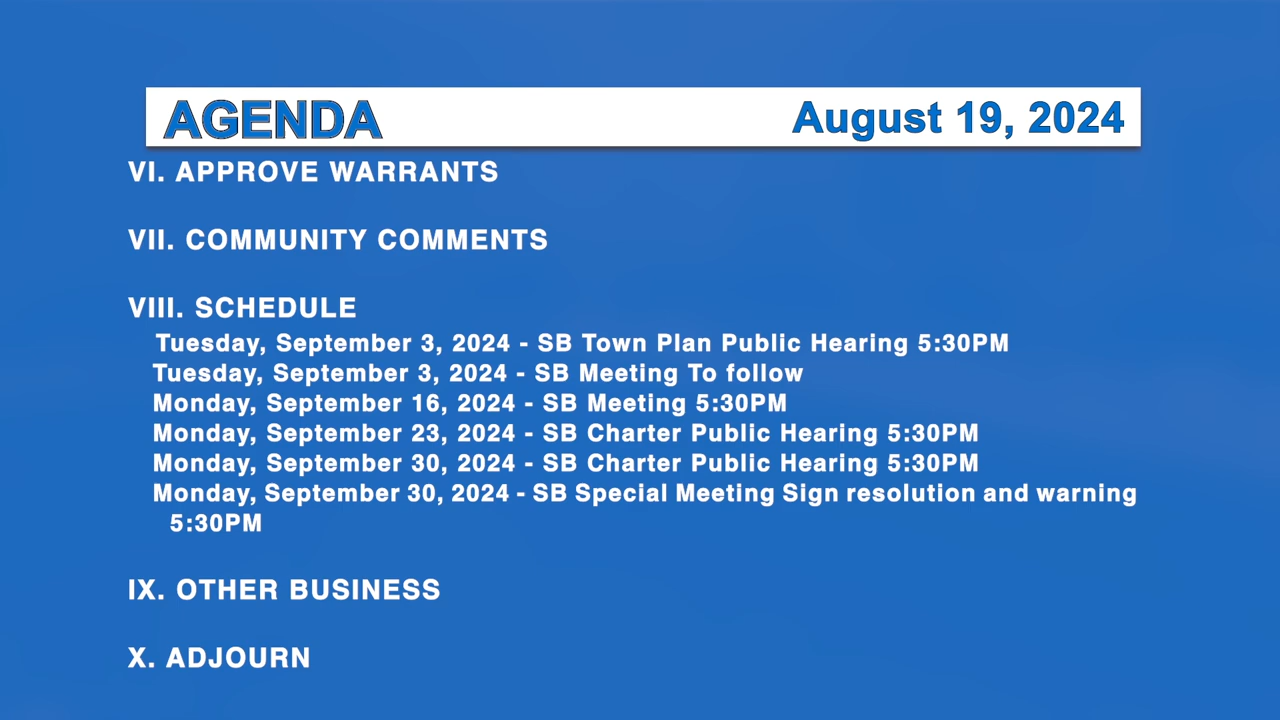 AGENDA August 19, 2024
VI. APPROVE WARRANTS
VII. COMMUNITY COMMENTS
VIII. SCHEDULE
Tuesday, September 3, 2024 - SB Town Plan Public Hearing 5:30PM
Tuesday, September 3, 2024 - SB Meeting To follow
Monday, September 16, 2024 - SB Meeting 5:30PM
Monday, September 23, 2024 - SB Charter Public Hearing 5:30PM
Monday, September 30, 2024 - SB Charter Public Hearing 5:30PM
Monday, September 30, 2024 - SB Special Meeting Sign resolution and warning
5:30PM
IX. OTHER BUSINESS
X. ADJOURN